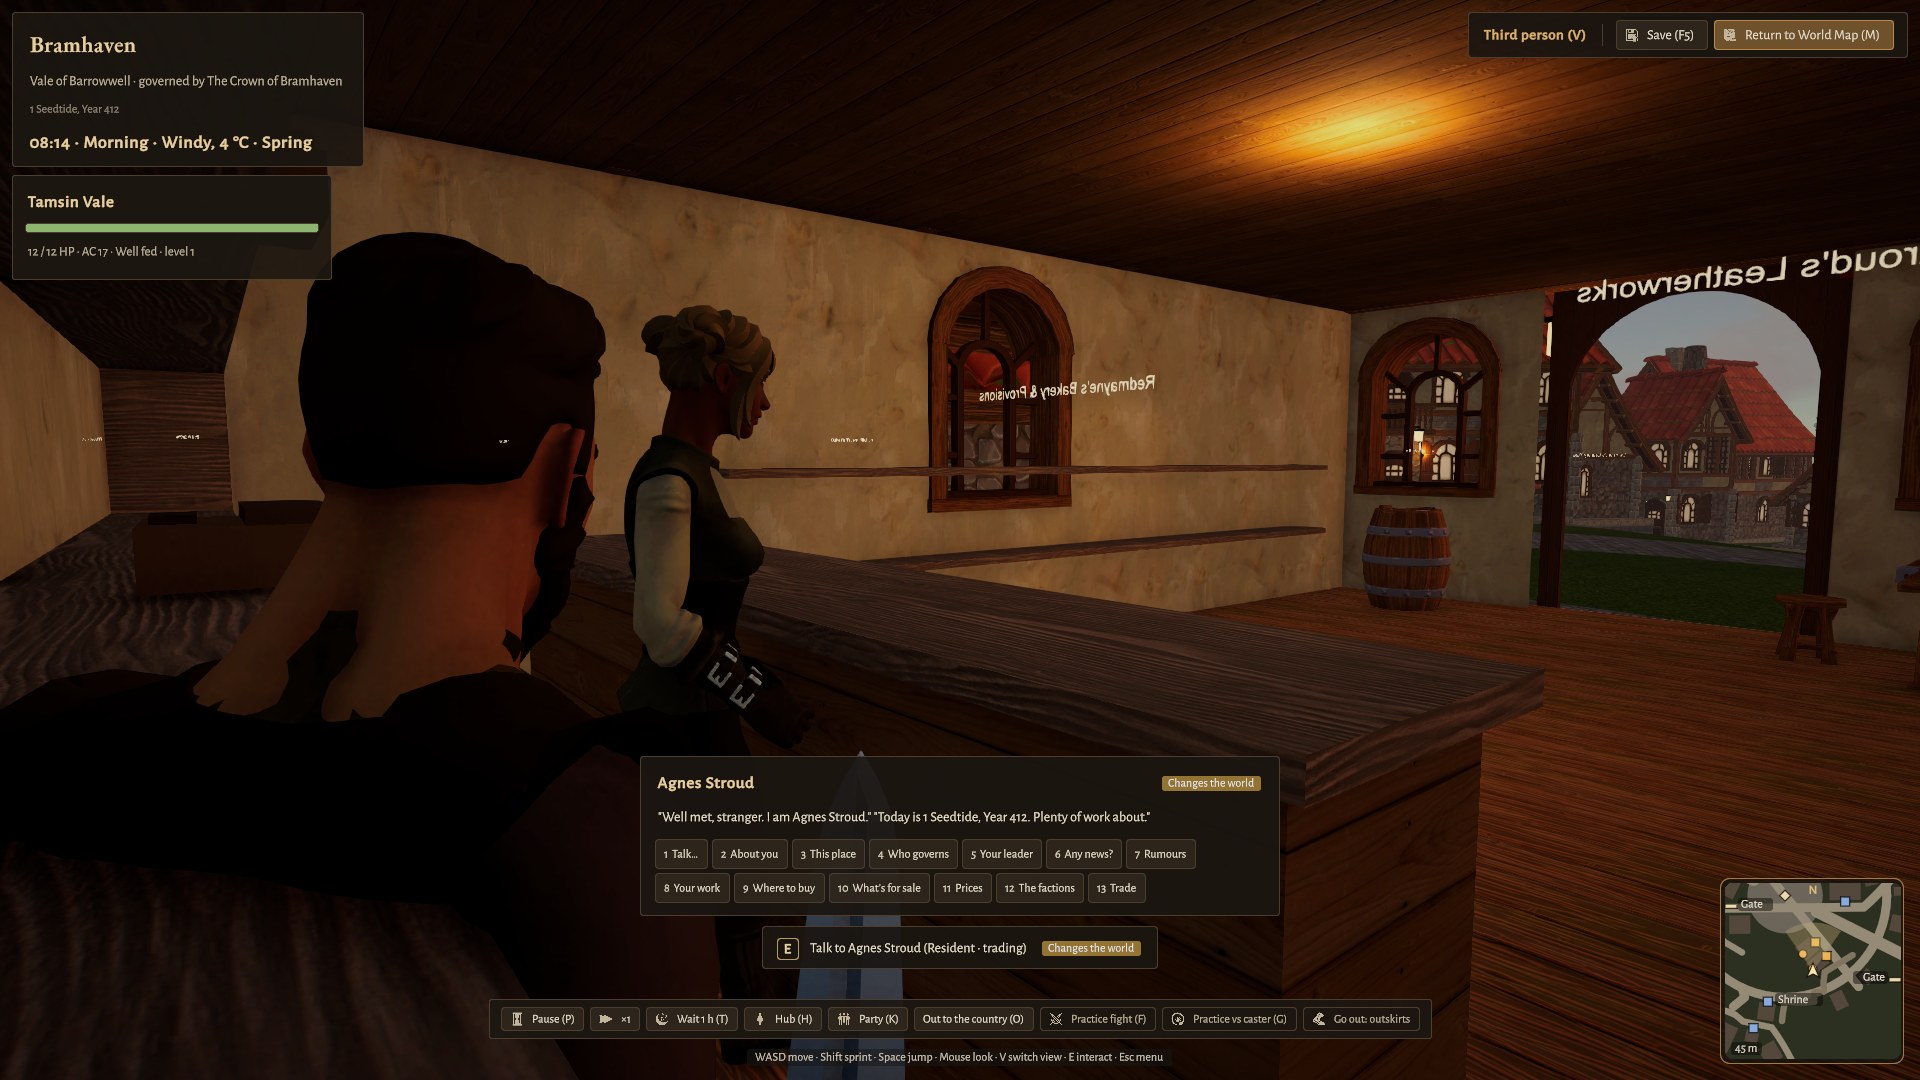 Bramhaven
Vale of Barrowwell · governed by The Crown of Bramhaven
1 Seedtide, Year 412
08:14 · Morning · Windy, 4 °C · Spring
Tamsin Vale
12 / 12 HP · AC 17 · Well fed · level 1
Third person (V)
Save (F5)
Return to World Map (M)
roud's Leatherworks
Redmayne's Bakery & Provisions
Agnes Stroud
Changes the world
"Well met, stranger. I am Agnes Stroud." "Today is 1 Seedtide, Year 412. Plenty of work about."
1 Talk...
2 About you
3 This place
4 Who governs
5 Your leader
6 Any news?
7 Rumours
8 Your work
9 Where to buy
10 What's for sale
11 Prices
12 The factions
13 Trade
E
Talk to Agnes Stroud (Resident · trading)
Changes the world
Pause (P)
×1
Wait 1 h (T)
Hub (H)
Party (K)
Out to the country (O)
Practice fight (F)
Practice vs caster (G)
Go out: outskirts
WASD move · Shift sprint · Space jump · Mouse look · V switch view · E interact · Esc menu
N
Gate
Gate
Shrine
45 m